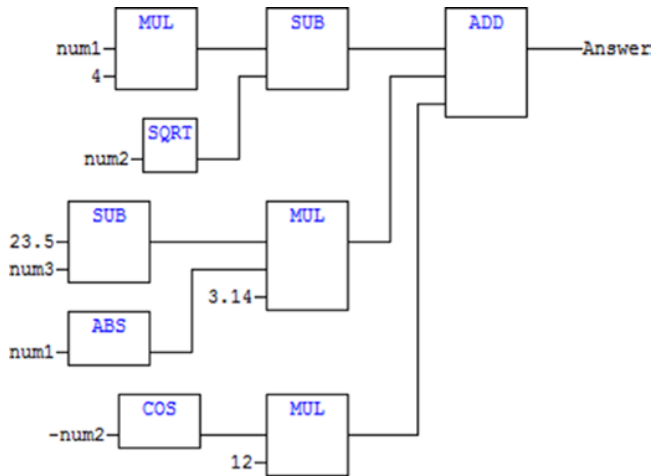 MUL SUB ADD
num1 Answer
4
SQRT
num2
SUB MUL
23.5
num3
3.14
ABS
num1
COS MUL
-num2
12